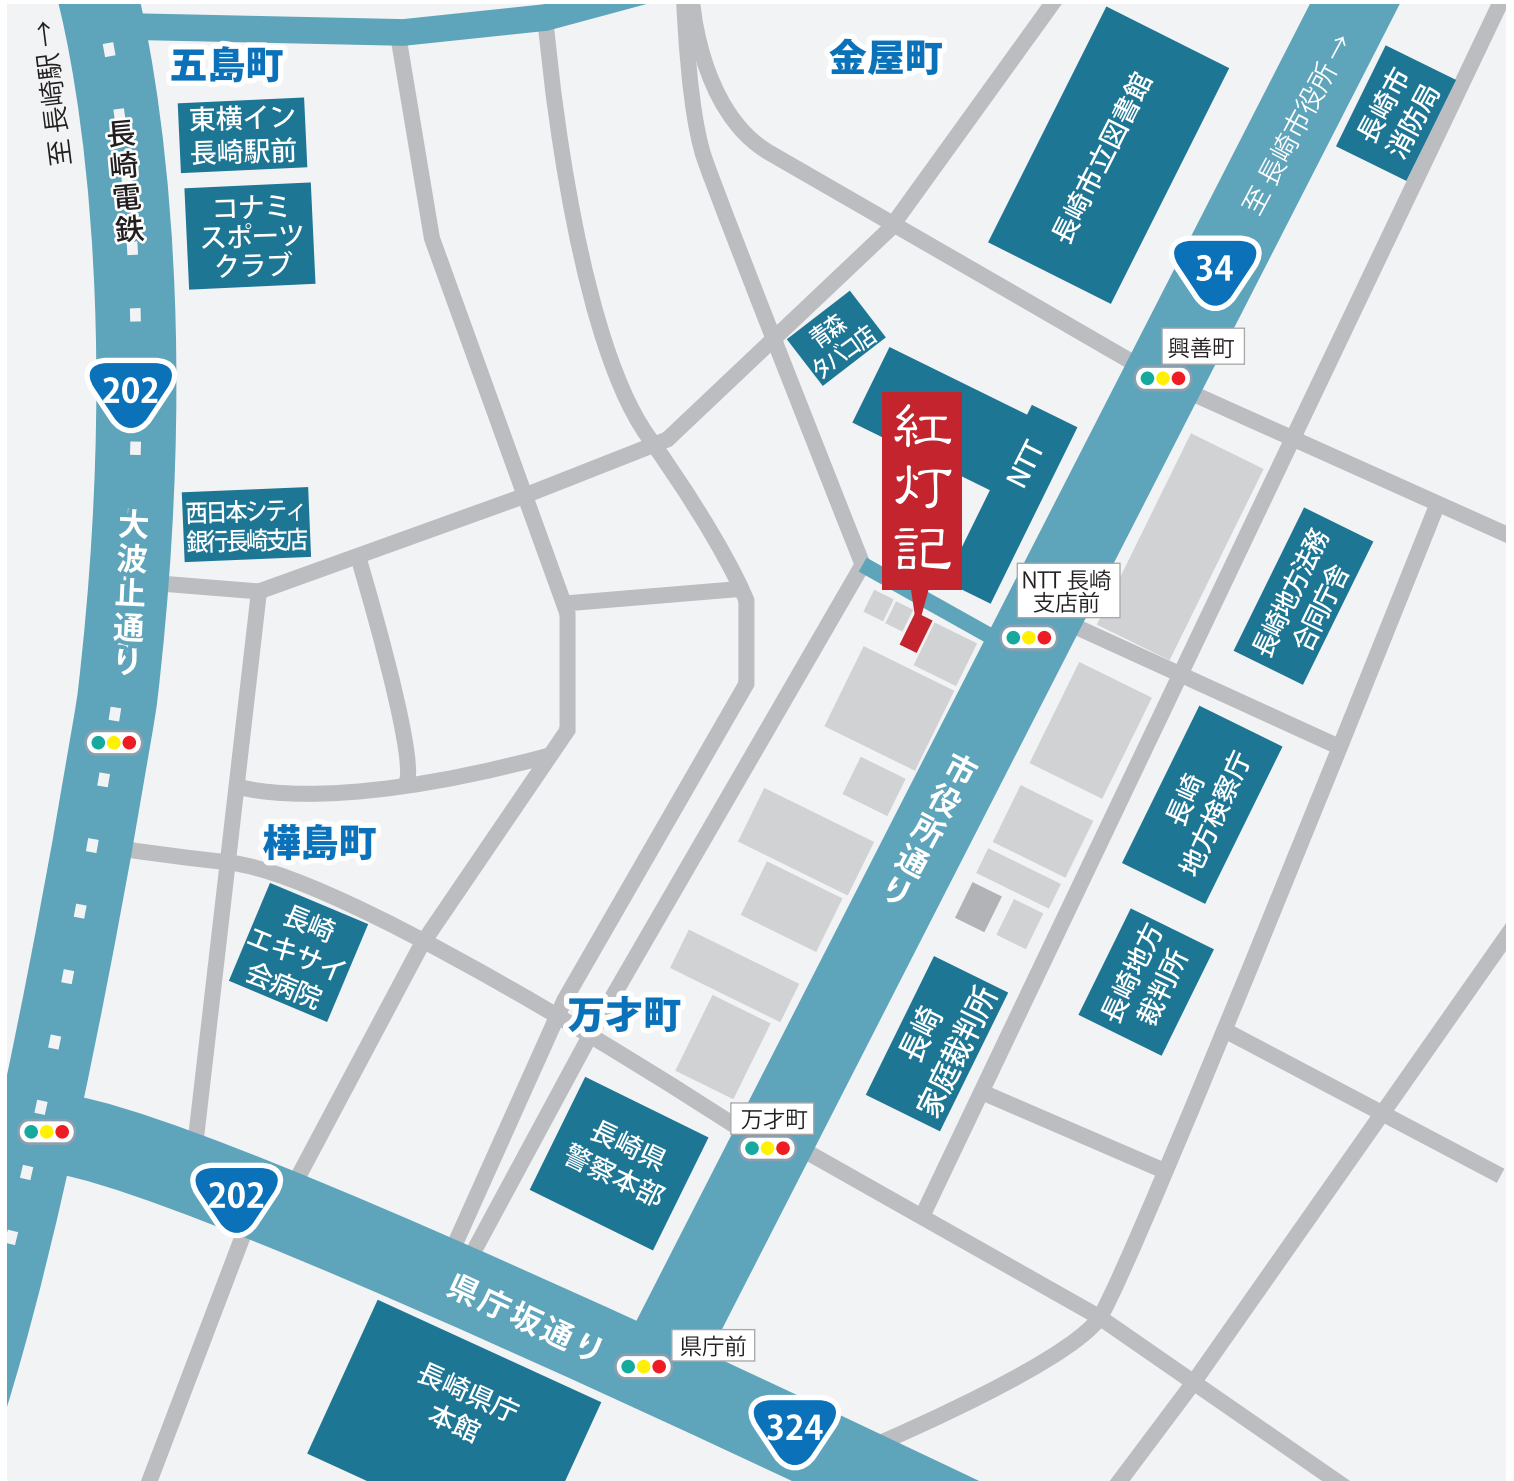 至 長崎駅→
五島町
東横イン
長崎駅前
長崎電鉄
コナミ
スポーツ
クラブ
202
西日本シティ
銀行長崎支店
大波止通り
金屋町
長崎市立図書館
至 長崎市役所→
長崎市
消防局
34
興善町
青森
タバコ店
NTT
紅灯記
NTT 長崎
支店前
長崎地方法務
合同庁舎
市役所通り
長崎
地方検察庁
長崎地方
裁判所
長崎
家庭裁判所
樺島町
長崎
エキサイ
会病院
万才町
長崎県
警察本部
万才町
202
県庁坂通り
県庁前
長崎県庁
本館
324